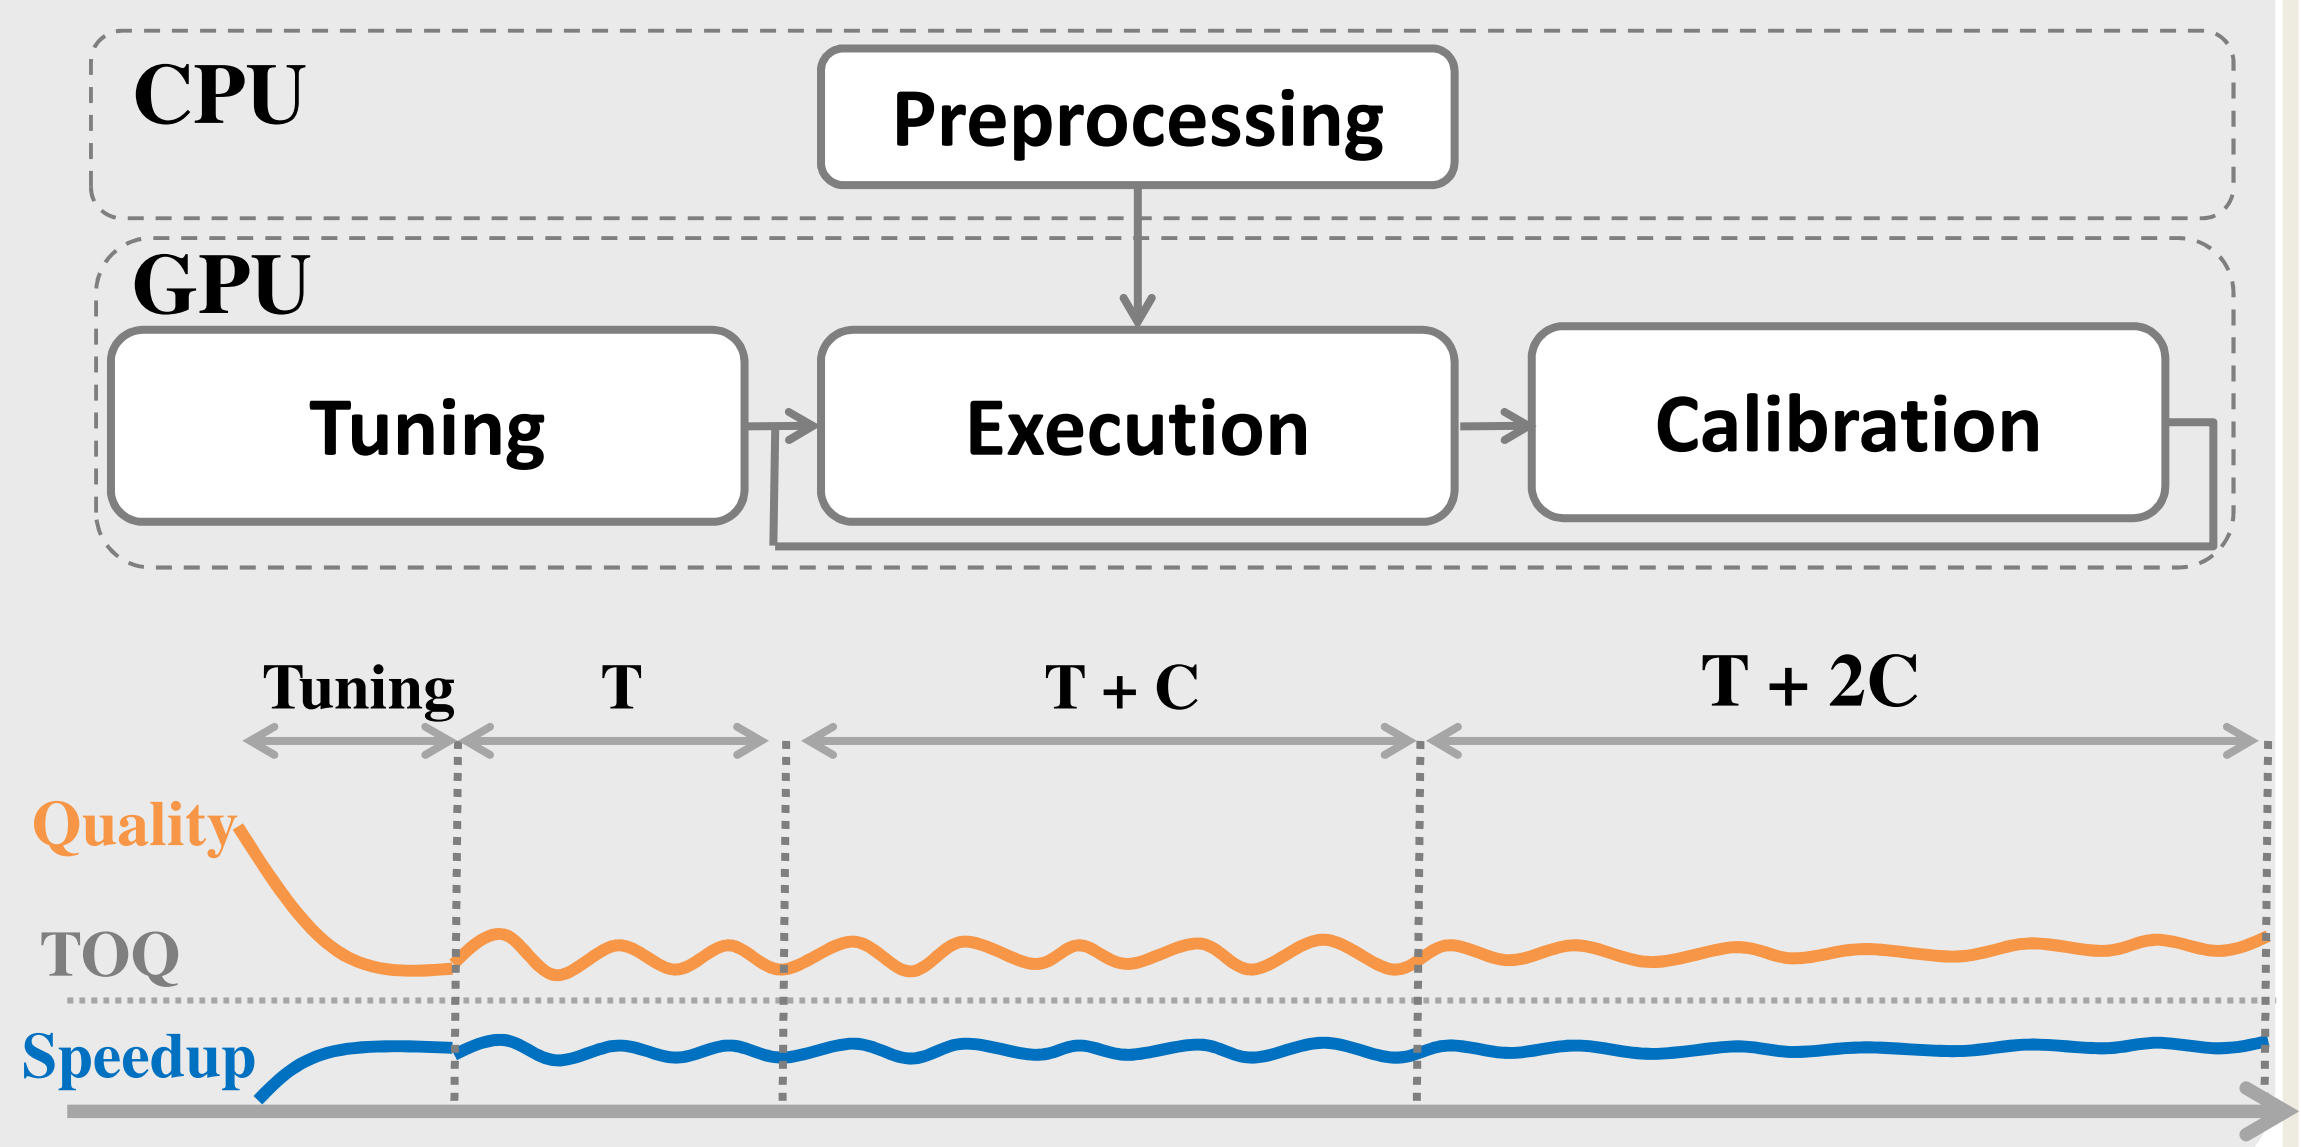 CPU
Preprocessing
GPU
Tuning
Execution
Calibration
Tuning
T
T + C
T + 2C
Quality
TOQ
Speedup